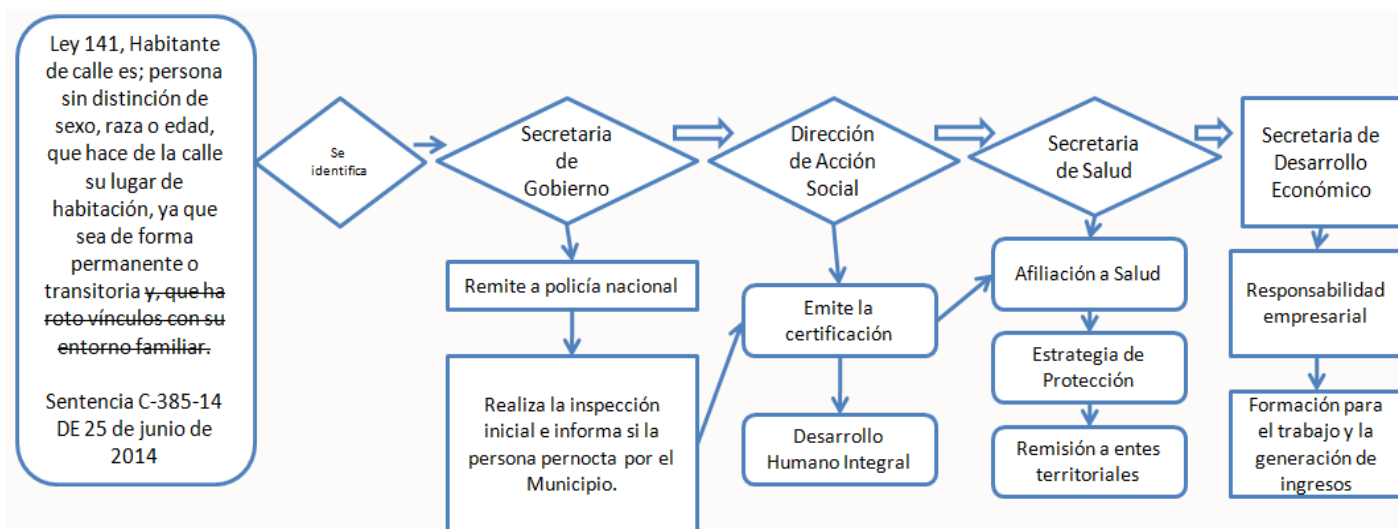 Ley 141, Habitante
de calle es; persona
sin distinción de
sexo, raza o edad,
que hace de la calle
su lugar de
habitación, ya que
sea de forma
permanente o
transitoria y, que ha
roto vínculos con su
entorno familiar.
Sentencia C-385-14
DE 25 de junio de
2014
Se
identifica
Secretaria
de
Gobierno
Remite a policía nacional
Realiza la inspección
inicial e informa si la
persona pernocta por el
Municipio.
Dirección
de Acción
Social
Emite la
certificación
Desarrollo
Humano Integral
Secretaria
de Salud
Afiliación a Salud
Estrategia de
Protección
Remisión a entes
territoriales
Secretaria de
Desarrollo
Económico
Responsabilidad
empresarial
Formación para
el trabajo y la
generación de
ingresos